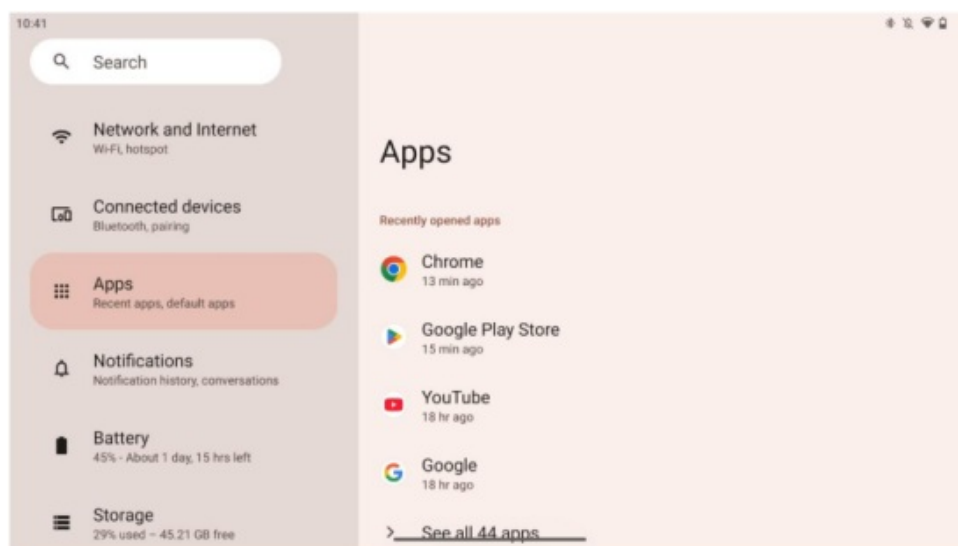 10:41
Search
Network and Internet
Wi-Fi, hotspot
Connected devices
Bluetooth, pairing
Apps
Recent apps, default apps
Notifications
Notification history, conversations
Battery
45% - About 1 day, 15 hrs left
Storage
29% used – 45.21 GB free
Apps
Recently opened apps
Chrome
13 min ago
Google Play Store
15 min ago
YouTube
18 hr ago
Google
18 hr ago
See all 44 apps